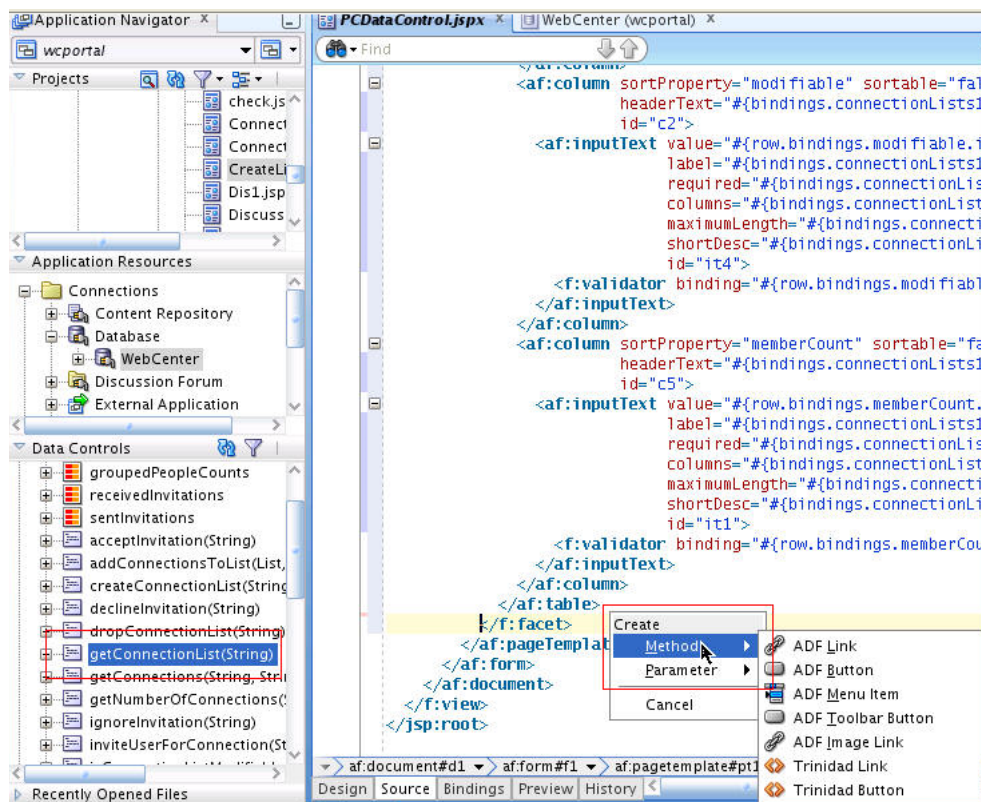 Application Navigator X
wcportal
Projects
check.js
Connect
Connect
CreateLi
Dis1.jsp
Discuss
Application Resources
Connections
Content Repository
Database
WebCenter
Discussion Forum
External Application
Data Controls
groupedPeopleCounts
receivedInvitations
sentInvitations
acceptInvitation(String)
addConnectionsToList(List,
createConnectionList(String
declineInvitation(String)
dropConnectionList(String)
getConnectionList(String)
getConnections(String, Stri
getNumberOfConnections(
ignoreInvitation(String)
inviteUserForConnection(St
Recently Opened Files
PCDataControl.jspx X
WebCenter (wcportal) X
Find
</af:column>
<af:column sortProperty="modifiable" sortable="fal
headerText="#{bindings.connectionLists1
id="c2">
<af:inputText value="#{row.bindings.modifiable.i
label="#{bindings.connectionLists1
required="#{bindings.connectionLis
columns="#{bindings.connectionList
maximumLength="#{bindings.connecti
shortDesc="#{bindings.connectionLi
id="it4">
<f:validator binding="#{row.bindings.modifiabl
</af:inputText>
</af:column>
<af:column sortProperty="memberCount" sortable="fa
headerText="#{bindings.connectionLists1
id="c5">
<af:inputText value="#{row.bindings.memberCount.
label="#{bindings.connectionLists1
required="#{bindings.connectionLis
columns="#{bindings.connectionList
maximumLength="#{bindings.connecti
shortDesc="#{bindings.connectionLi
id="it1">
<f:validator binding="#{row.bindings.memberCou
</af:inputText>
</af:column>
</af:table>
</f:facet>
</af:pageTemplat
</af:form>
</af:document>
</f:view>
</jsp:root>
Create
Method
Parameter
Cancel
ADF Link
ADF Button
ADF Menu Item
ADF Toolbar Button
ADF Image Link
Trinidad Link
Trinidad Button
af:document#d1 af:form#f1 af:pagetemplate#pt1
Design Source Bindings Preview History